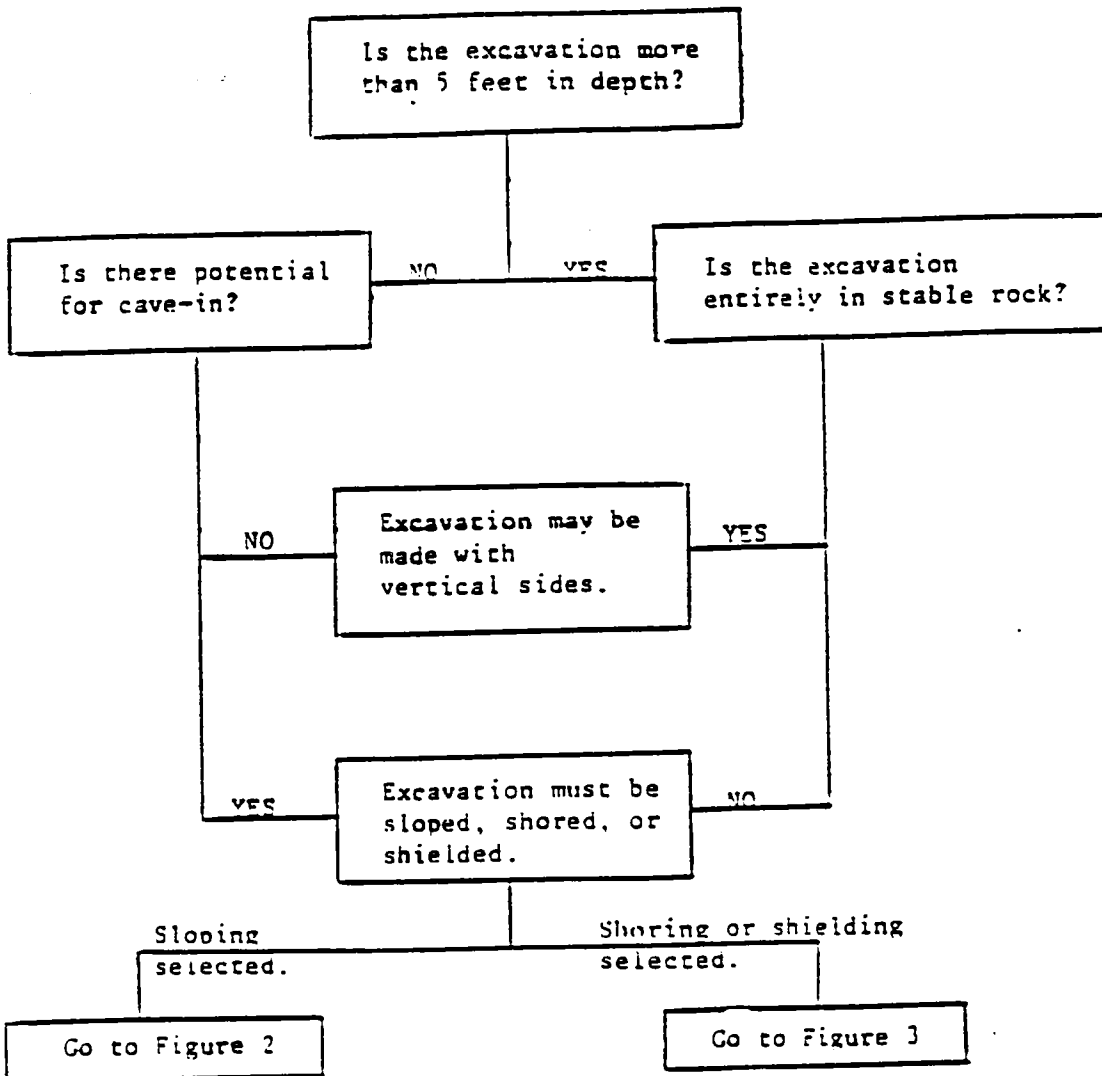 Is the excavation more
than 5 feet in depth?
Is there potential
for cave-in?
NO
YES
Is the excavation
entirely in stable rock?
NO
Excavation may be
made with
vertical sides.
YES
YES
Excavation must be
sloped, shored, or
shielded.
NO
Sloping
selected.
Shoring or shielding
selected.
Go to Figure 2
Go to Figure 3